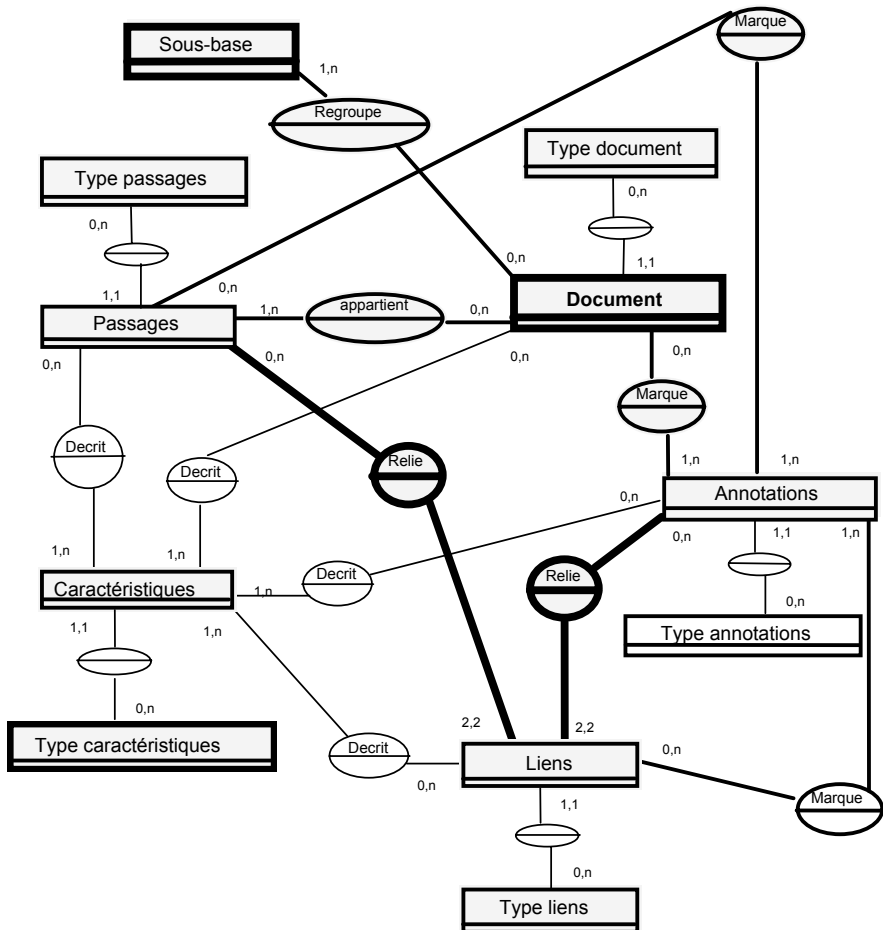 Marque
Sous-base
1,n
Regroupe
Type document
Type passages
0,n
0,n
0,n
1,1
1,1
0,n
1,n
appartient
0,n
Document
Passages
0,n
0,n
0,n
0,n
Marque
Decrit
Relie
Decrit
1,n
1,n
Annotations
0,n
0,n
1,1
1,n
1,n
1,n
Decrit
Relie
Caractéristiques
1,n
1,1
1,n
0,n
Type annotations
0,n
2,2
2,2
Type caractéristiques
Decrit
Liens
0,n
0,n
1,1
Marque
0,n
Type liens